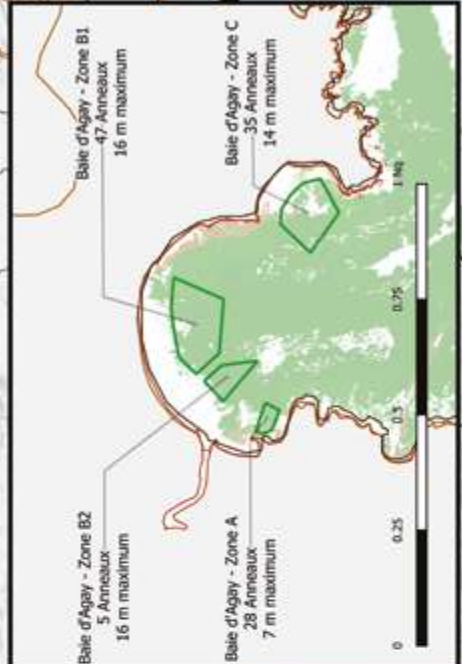 Baie d'Agay - Zone B2
5 Anneaux
16 m maximum
Baie d'Agay - Zone B1
47 Anneaux
16 m maximum
Baie d'Agay - Zone A
28 Anneaux
7 m maximum
Baie d'Agay - Zone C
35 Anneaux
14 m maximum
0 0.25 0.5 0.75 1 Nq